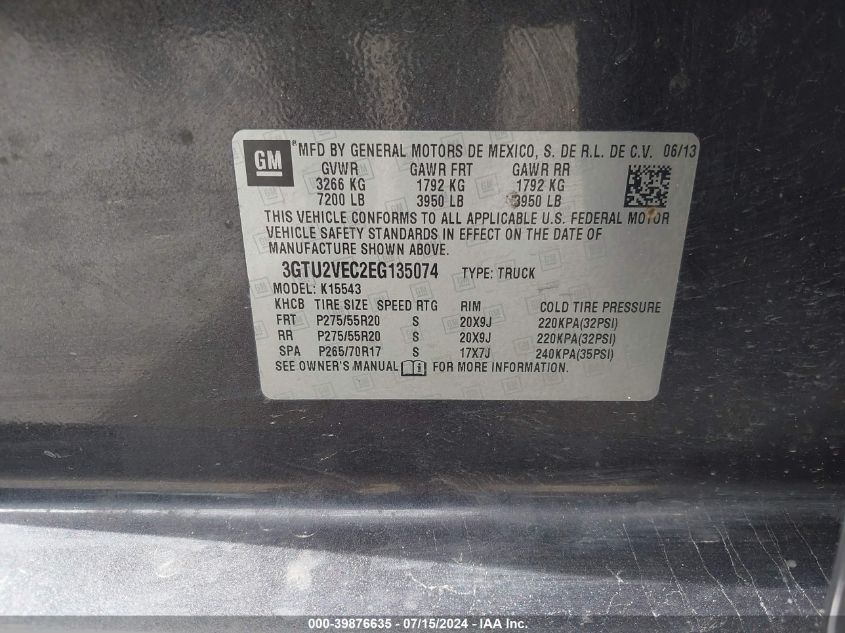 GM ® MFD BY GENERAL MOTORS DE MEXICO, S. DE R.L. DE C.V. 06/13
GVWR GAWR FRT GAWR RR
3266 KG 1792 KG 1792 KG
7200 LB 3950 LB 3950 LB
THIS VEHICLE CONFORMS TO ALL APPLICABLE U.S. FEDERAL MOTOR
VEHICLE SAFETY STANDARDS IN EFFECT ON THE DATE OF
MANUFACTURE SHOWN ABOVE.
3GTU2VEC2EG135074 TYPE: TRUCK
MODEL: K15543
KHCB TIRE SIZE SPEED RTG RIM COLD TIRE PRESSURE
FRT P275/55R20 S 20X9J 220KPA(32PSI)
RR P275/55R20 S 20X9J 220KPA(32PSI)
SPA P265/70R17 S 17X7J 240KPA(35PSI)
SEE OWNER'S MANUAL FOR MORE INFORMATION.
000-39876635 - 07/15/2024 - IAA Inc.